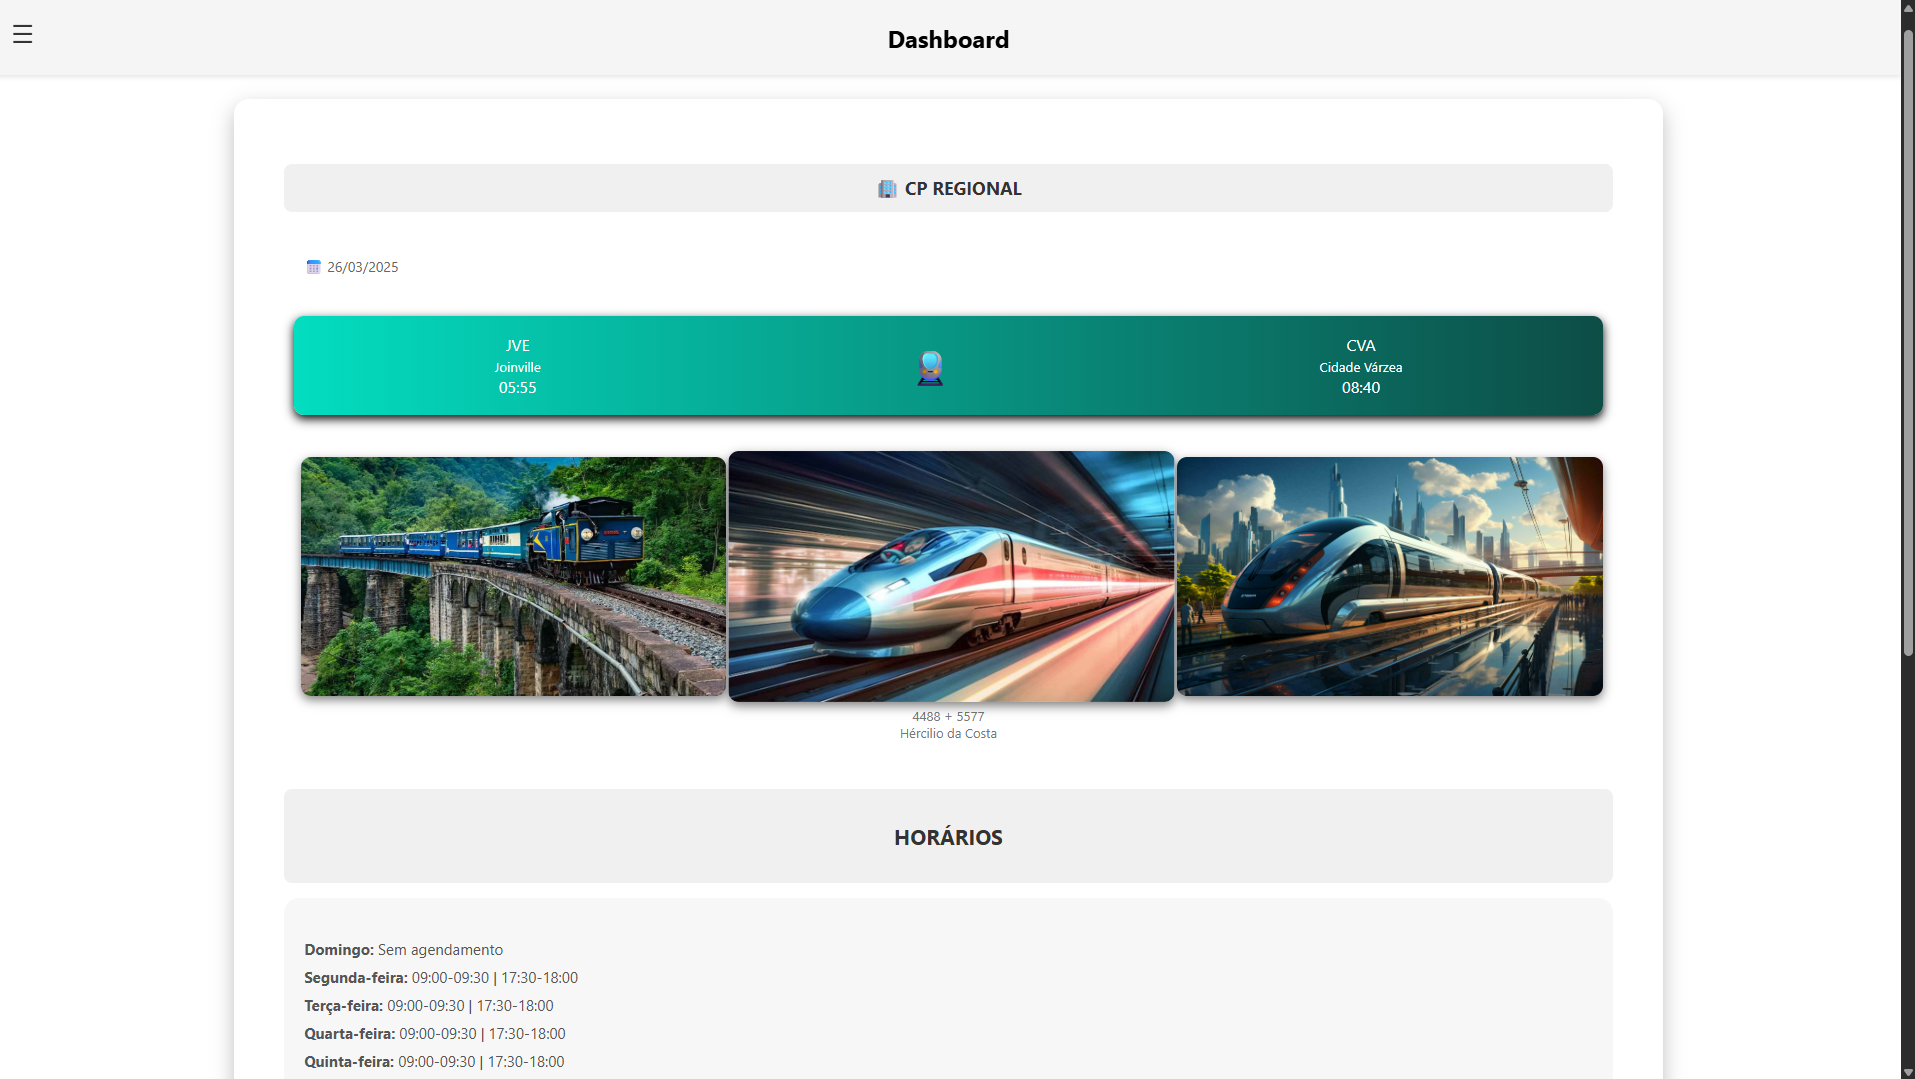 Dashboard
CP REGIONAL
26/03/2025
JVE
Joinville
05:55
CVA
Cidade Várzea
08:40
4488 + 5577
Hércilio da Costa
HORÁRIOS
Domingo: Sem agendamento
Segunda-feira: 09:00-09:30 | 17:30-18:00
Terça-feira: 09:00-09:30 | 17:30-18:00
Quarta-feira: 09:00-09:30 | 17:30-18:00
Quinta-feira: 09:00-09:30 | 17:30-18:00